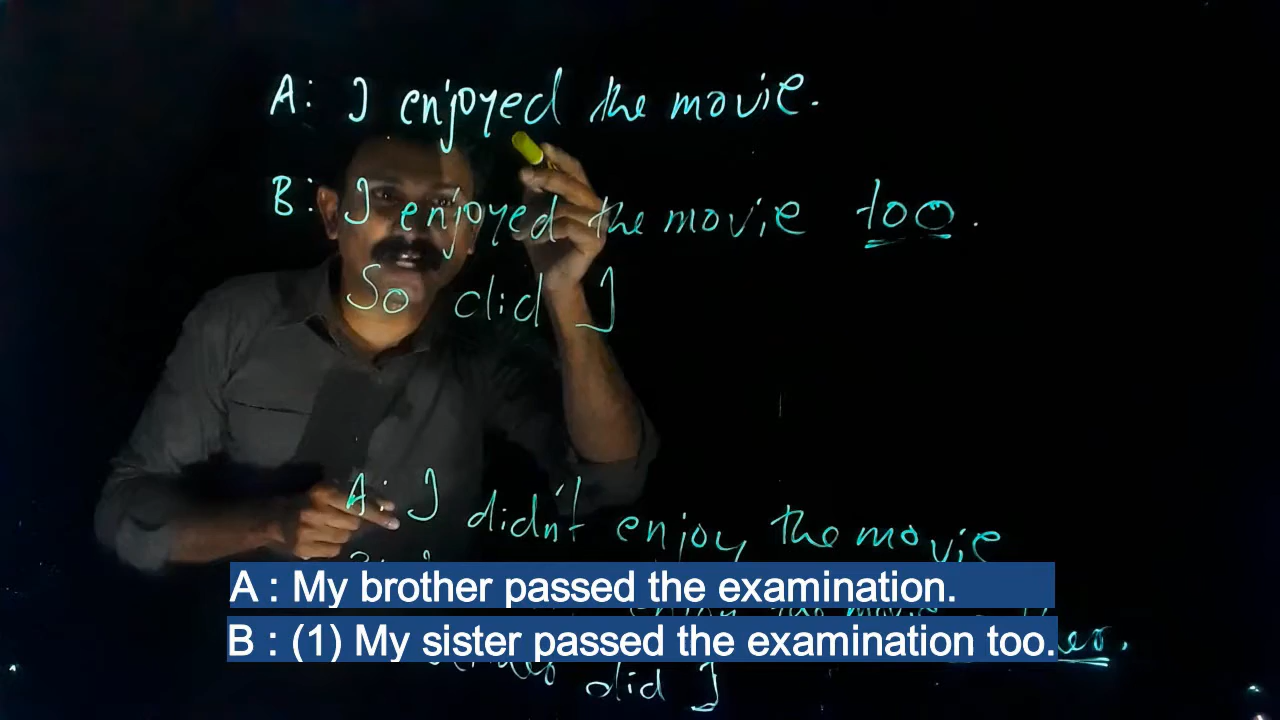 A: I enjoyed the movie.
B: I enjoyed the movie too.
So did I
A: I didn't enjoy the movie
A : My brother passed the examination.
B : (1) My sister passed the examination too.
did I